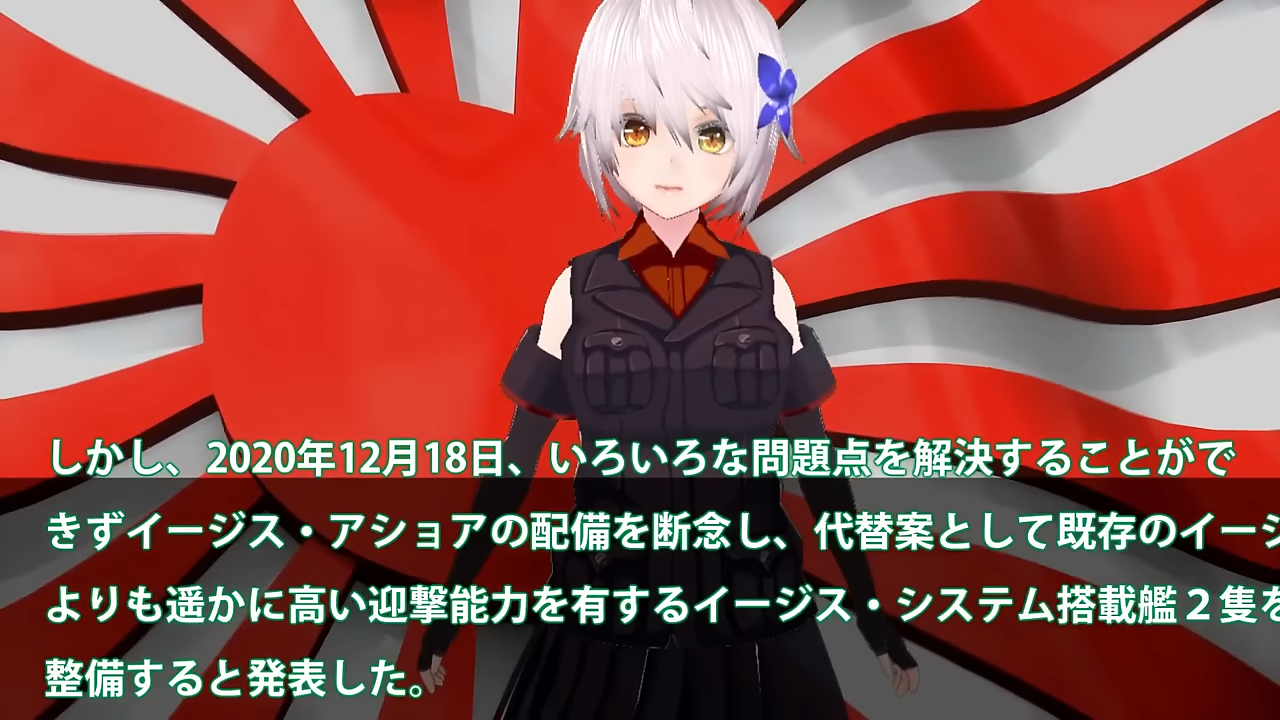 しかし、2020年12月18日、いろいろな問題点を解決することがで
きずイージス・アショアの配備を断念し、代替案として既存のイージ
よりも遥かに高い迎撃能力を有するイージス・システム搭載艦２隻を
整備すると発表した。